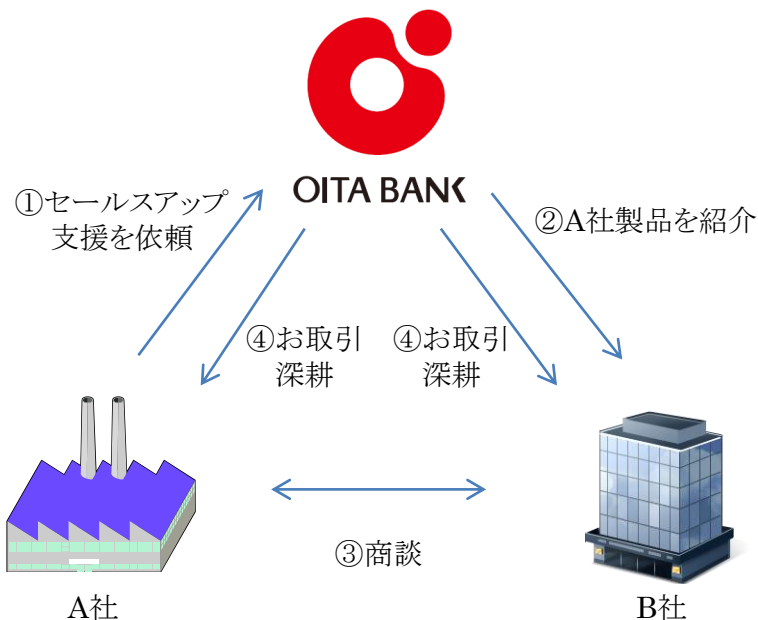 OITA BANK
①セールスアップ
支援を依頼
②A社製品を紹介
④お取引
深耕
④お取引
深耕
③商談
A社
B社